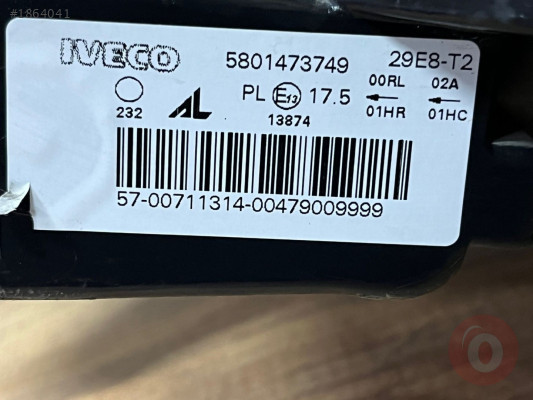 #1864041
IVECO 5801473749 29E8-T2
PL E13 17.5 00RL 02A
232 AL 13874 01HR 01HC
57-00711314-00479009999